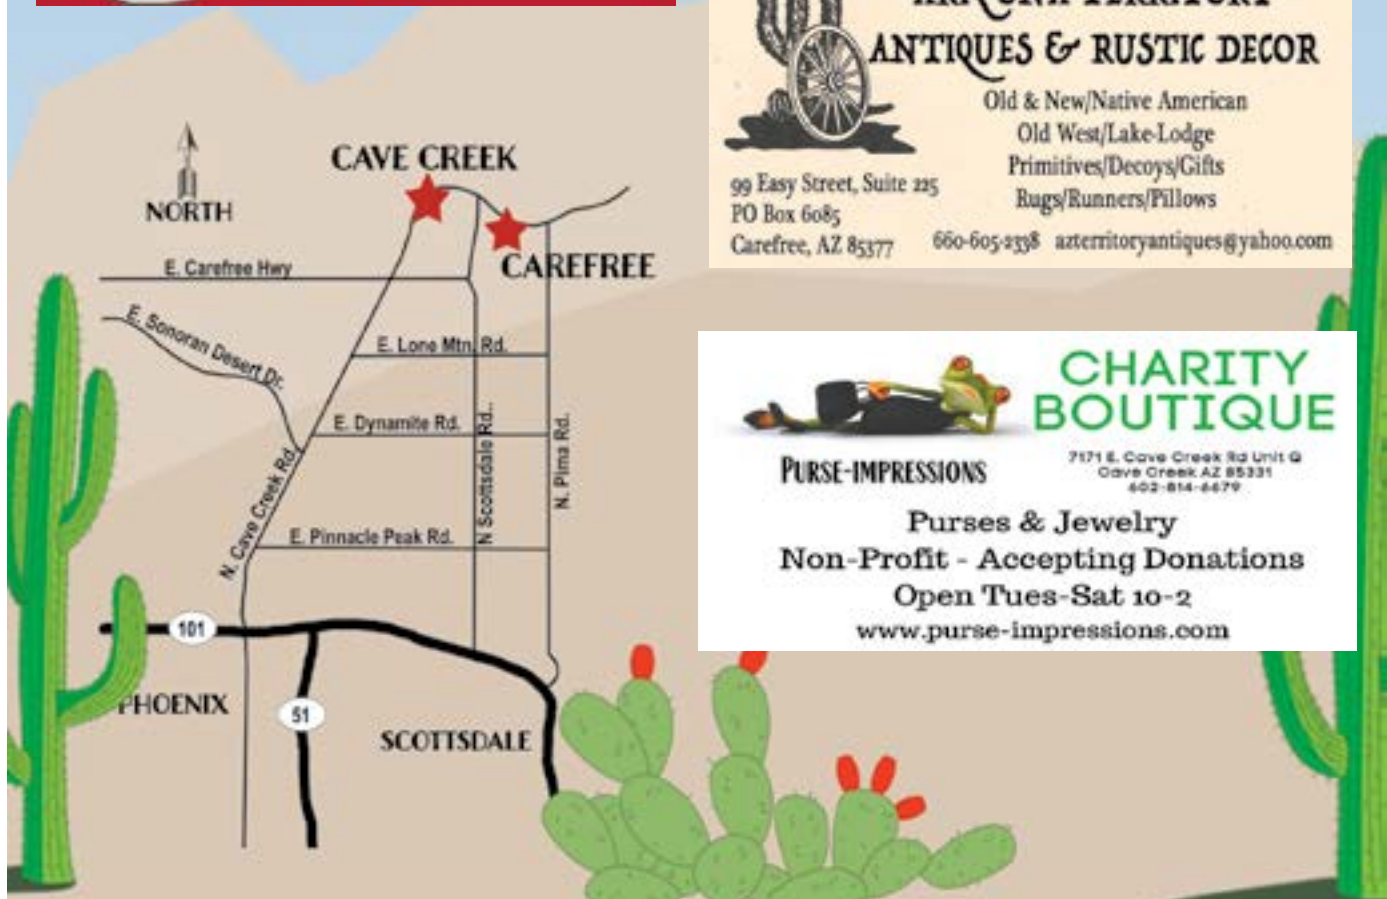 ANTIQUES & RUSTIC DECOR
Old & New/Native American
Old West/Lake-Lodge
Primitives/Decoys/Gifts
Rugs/Runners/Pillows
99 Easy Street, Suite 225
PO Box 6085
Carefree, AZ 85377
660-605-2338 azterritoryantiques@yahoo.com
CAVE CREEK
NORTH
CAREFREE
E. Carefree Hwy
E. Sonoran Desert Dr.
E. Lone Mtn. Rd.
E. Dynamite Rd.
N Scottsdale Rd..
N. Pima Rd.
N. Cave Creek Rd.
E. Pinnacle Peak Rd.
101
PHOENIX
51
SCOTTSDALE
CHARITY
BOUTIQUE
PURSE-IMPRESSIONS
7171 E. Cave Creek Rd Unit Q
Cave Creek AZ 85331
602-814-6679
Purses & Jewelry
Non-Profit - Accepting Donations
Open Tues-Sat 10-2
www.purse-impressions.com